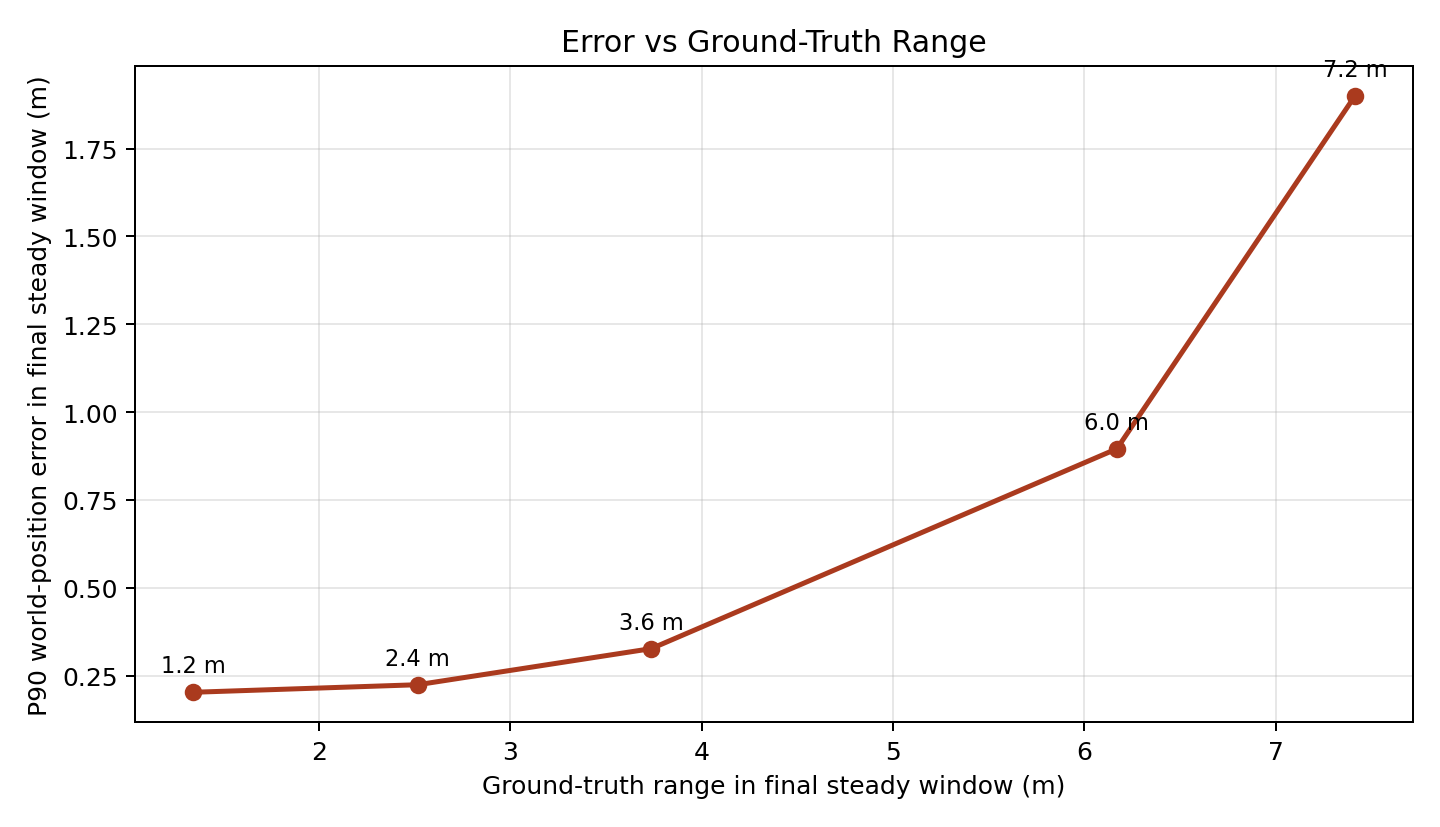 Error vs Ground-Truth Range
7.2 m
P90 world-position error in final steady window (m)
1.75
1.50
1.25
1.00
6.0 m
0.75
0.50
3.6 m
2.4 m
1.2 m
0.25
2 3 4 5 6 7
Ground-truth range in final steady window (m)